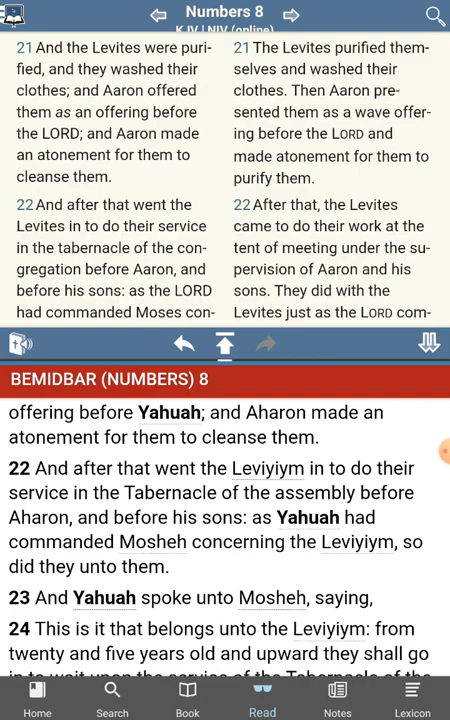 Numbers 8
KJV | NIV (online)
21 And the Levites were puri-
fied, and they washed their
clothes; and Aaron offered
them as an offering before
the LORD; and Aaron made
an atonement for them to
cleanse them.
22 And after that went the
Levites in to do their service
in the tabernacle of the con-
gregation before Aaron, and
before his sons: as the LORD
had commanded Moses con-
21 The Levites purified them-
selves and washed their
clothes. Then Aaron pre-
sented them as a wave offer-
ing before the LORD and
made atonement for them to
purify them.
22 After that, the Levites
came to do their work at the
tent of meeting under the su-
pervision of Aaron and his
sons. They did with the
Levites just as the LORD com-
BEMIDBAR (NUMBERS) 8
offering before Yahuah; and Aharon made an
atonement for them to cleanse them.
22 And after that went the Leviyiym in to do their
service in the Tabernacle of the assembly before
Aharon, and before his sons: as Yahuah had
commanded Mosheh concerning the Leviyiym, so
did they unto them.
23 And Yahuah spoke unto Mosheh, saying,
24 This is it that belongs unto the Leviyiym: from
twenty and five years old and upward they shall go
in to wait upon the service of the Tabernacle of the
Home
Search
Book
Read
Notes
Lexicon